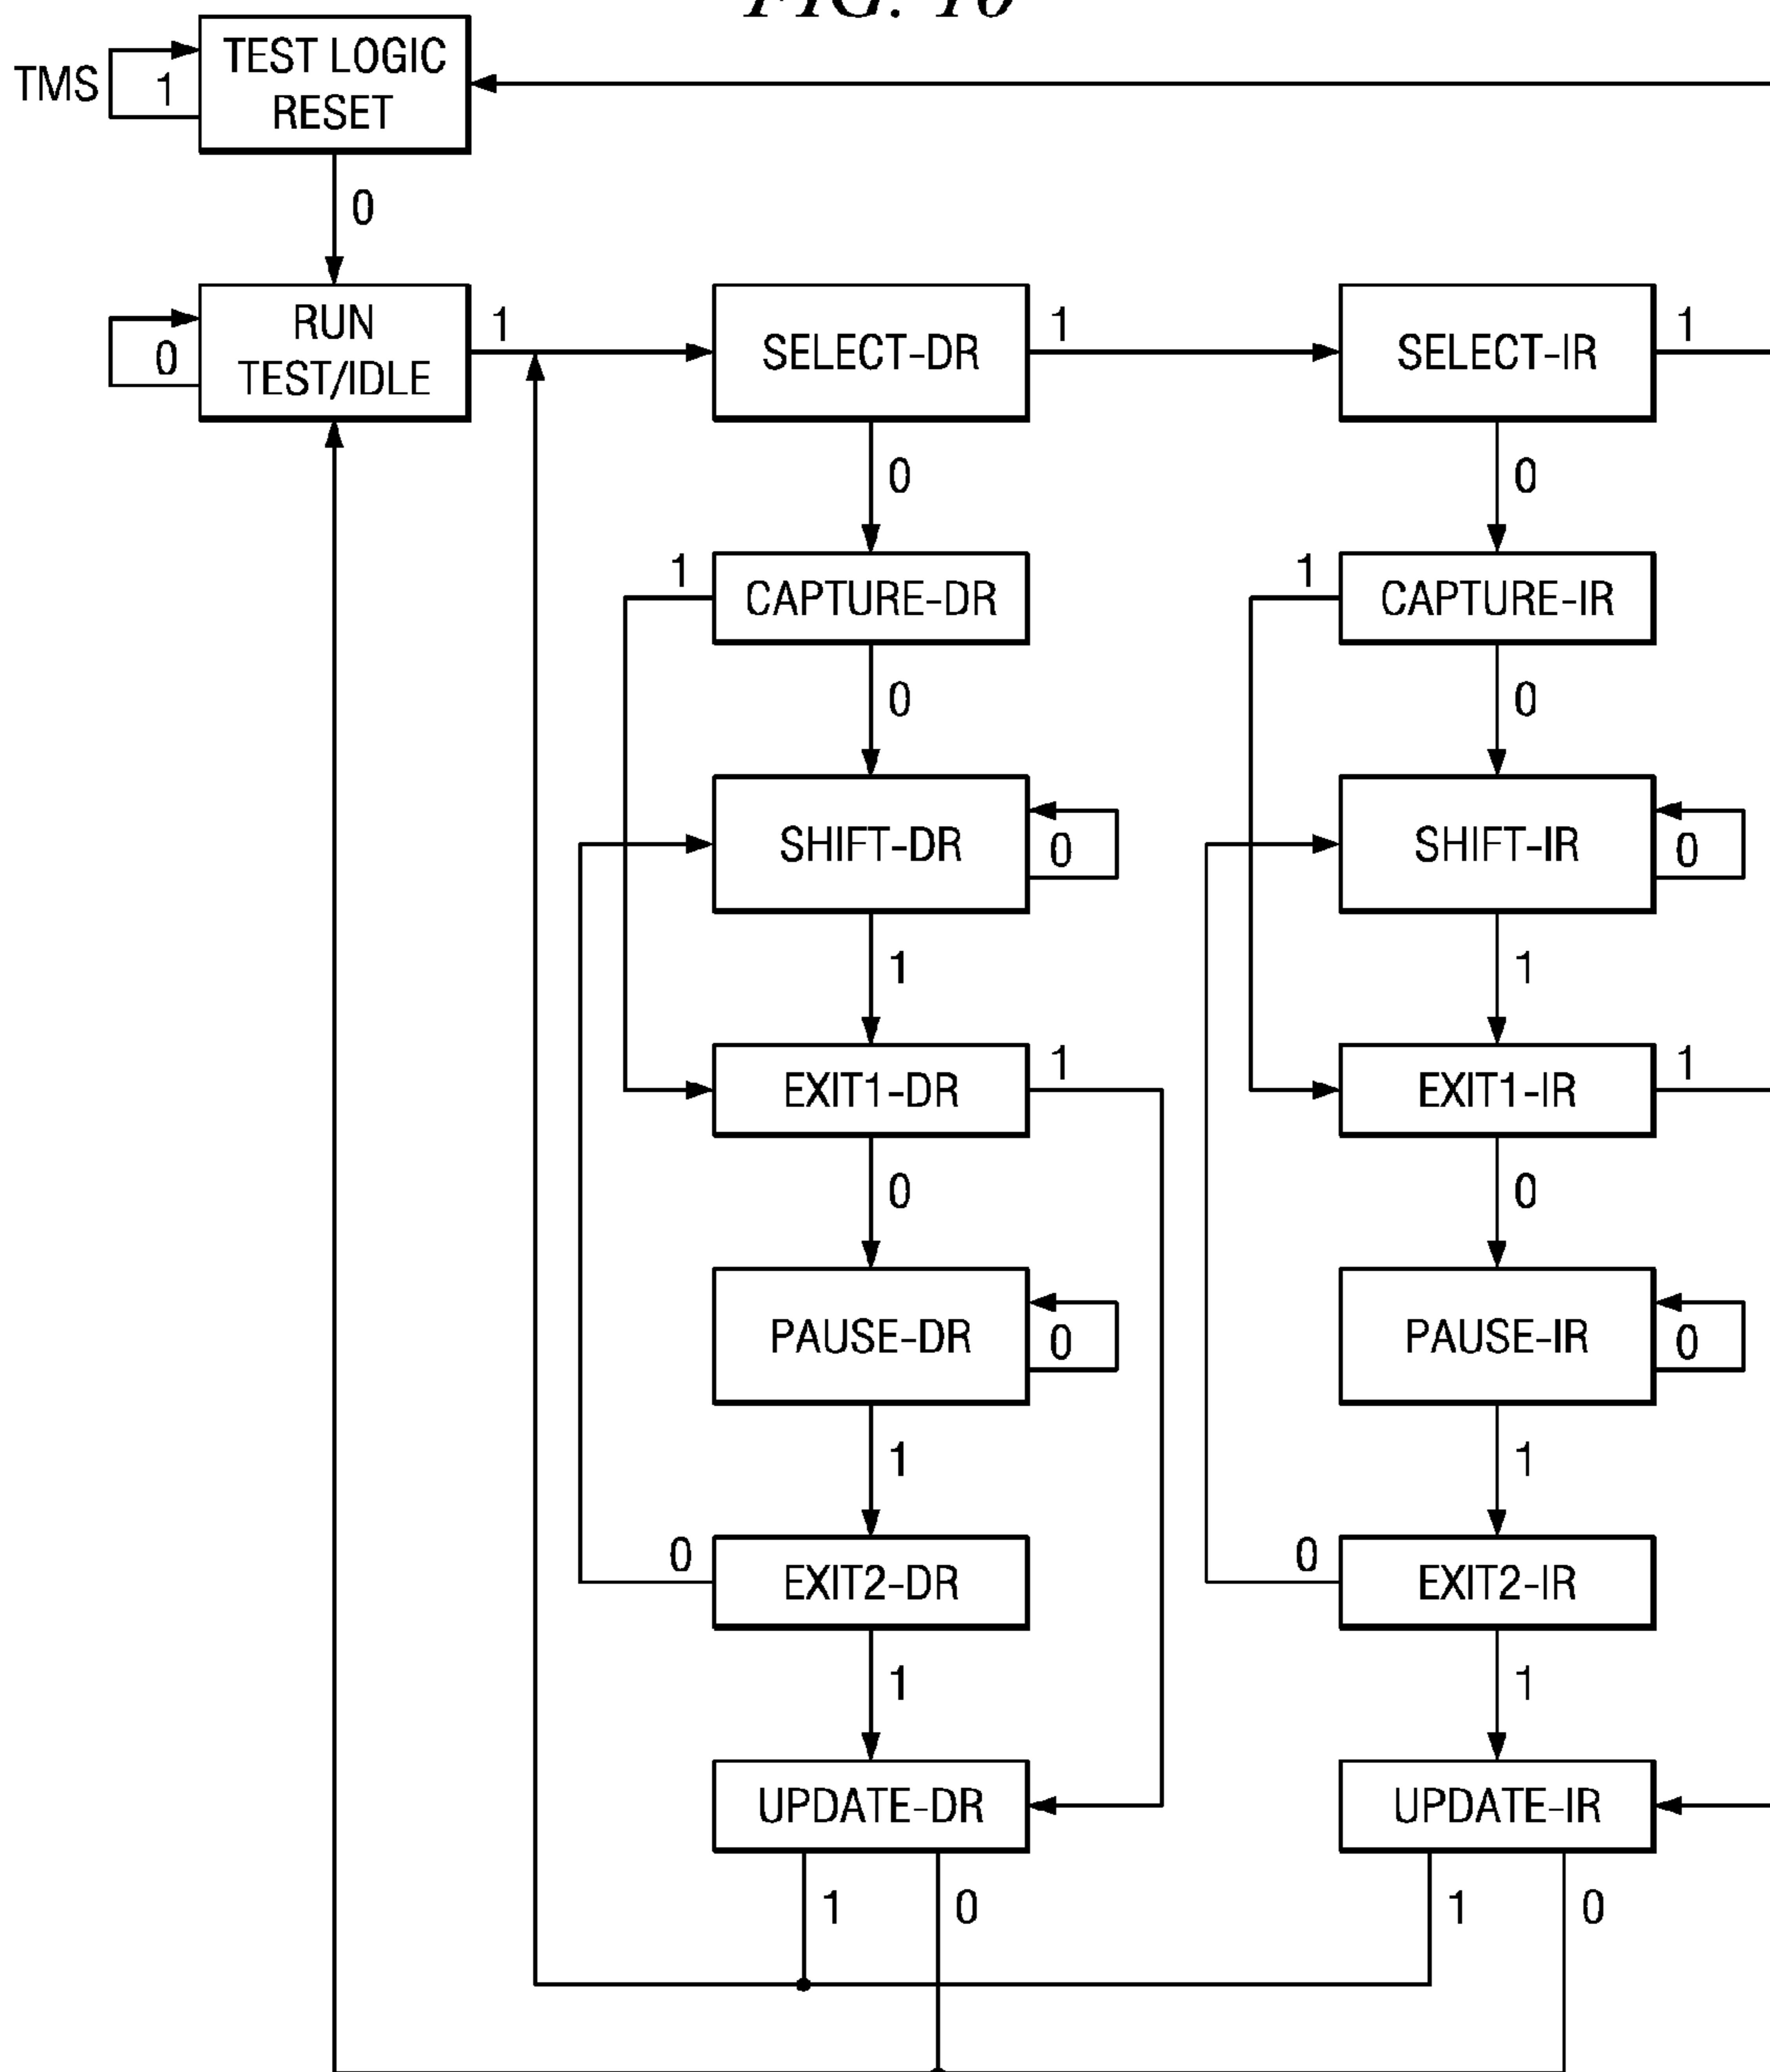 FIG.
TMS
1
TEST LOGIC
RESET
0
0
RUN
TEST/IDLE
1
SELECT-DR
1
SELECT-IR
1
0
0
1
CAPTURE-DR
1
CAPTURE-IR
0
0
SHIFT-DR
0
SHIFT-IR
0
1
1
EXIT1-DR
1
EXIT1-IR
1
0
0
PAUSE-DR
0
PAUSE-IR
0
1
1
0
EXIT2-DR
0
EXIT2-IR
1
1
UPDATE-DR
UPDATE-IR
1
0
1
0